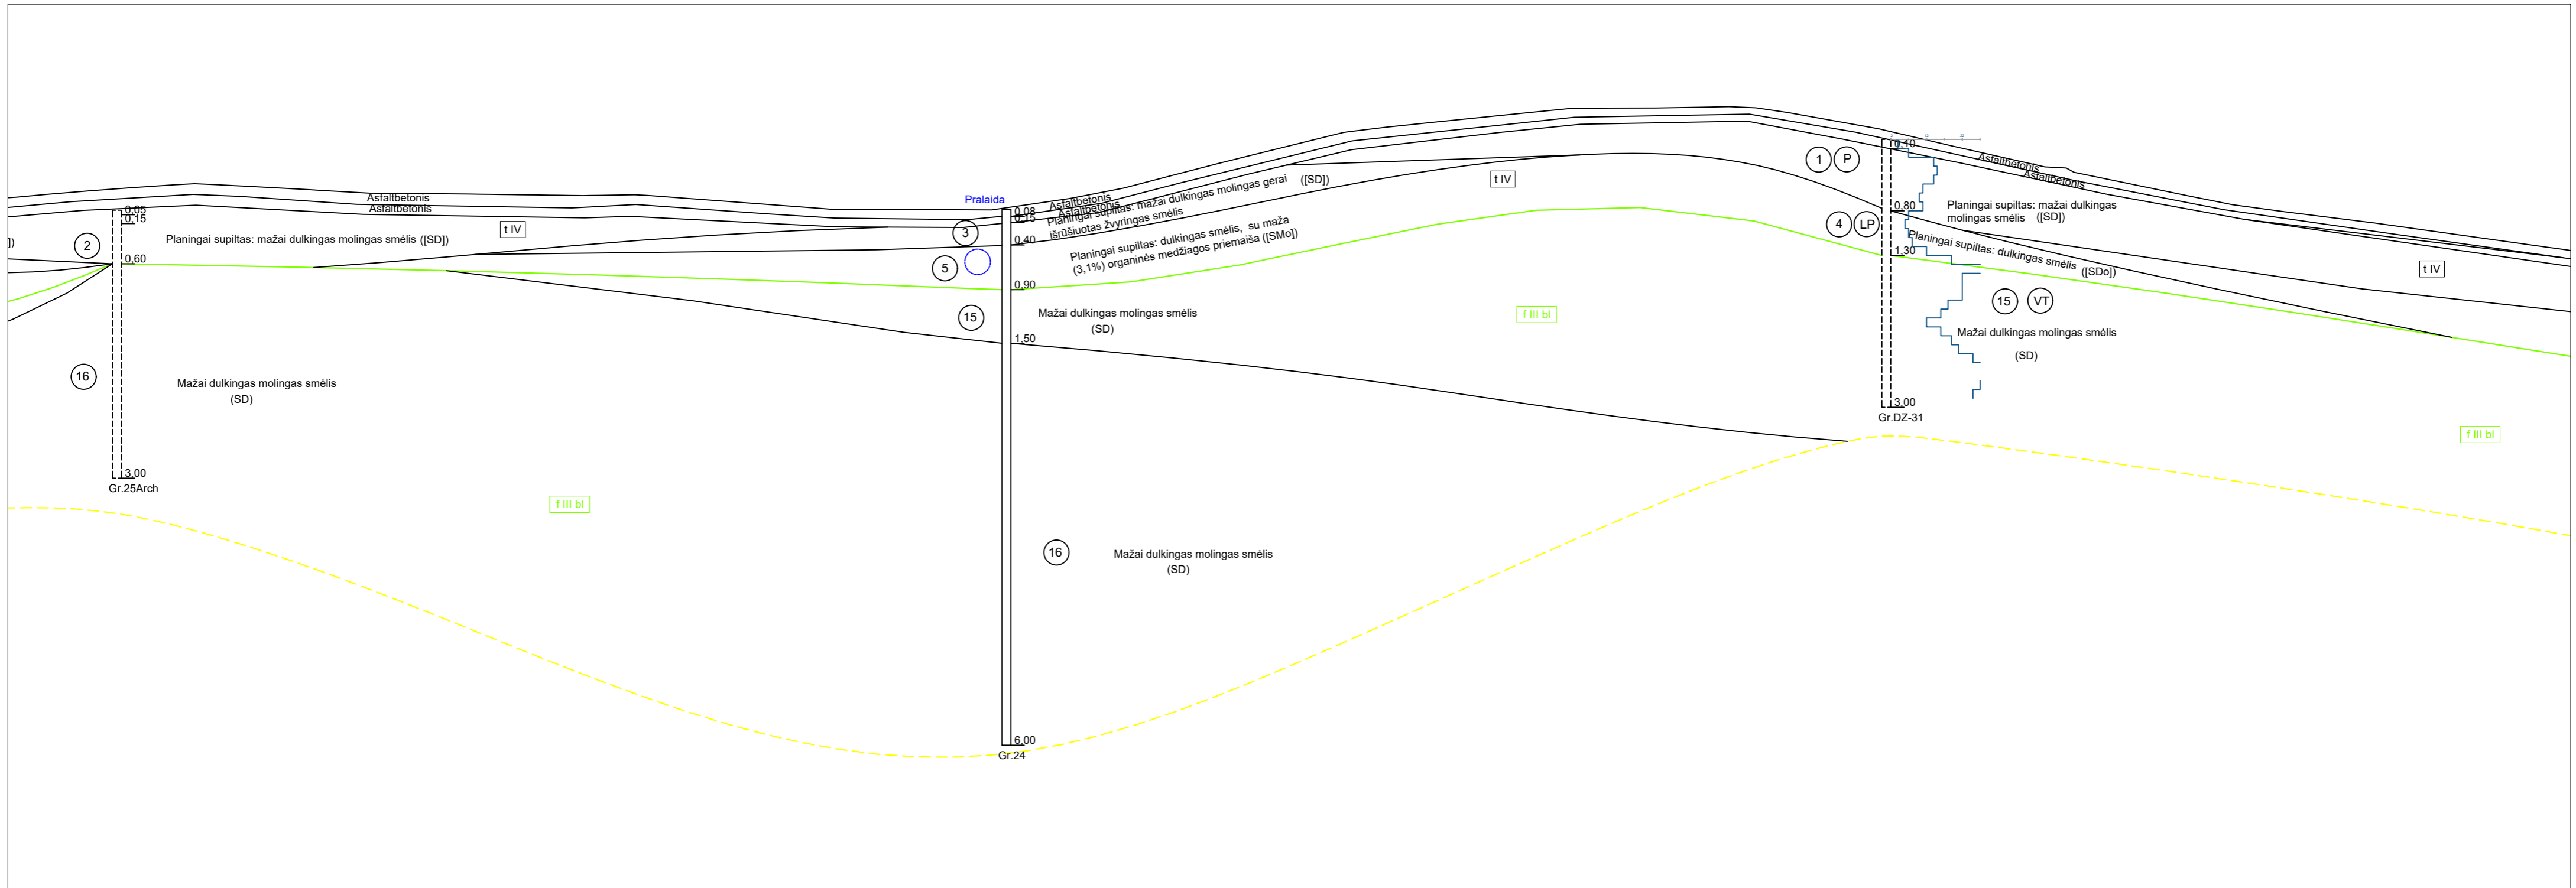 Asfaltbetonis
Asfaltbetonis
])
2
0,05
0,15
0,60
Planingai supiltas: mažai dulkingas molingas smėlis ([SD])
t IV
16
Mažai dulkingas molingas smėlis
(SD)
3,00
Gr.25Arch
f III bl
Pralaida
0,08
0,15
0,40
0,90
1,50
6,00
Gr.24
3
5
15
Asfaltbetonis
Asfaltbetonis
Planingai supiltas: mažai dulkingas molingas gerai ([SD])
išrūšiuotas žvyringas smėlis
Planingai supiltas: dulkingas smėlis, su maža
(3,1%) organinės medžiagos priemaiša ([SMo])
Mažai dulkingas molingas smėlis
(SD)
16
Mažai dulkingas molingas smėlis
(SD)
t IV
f III bl
1 P
4 LP
0,10
0,80
1,30
3,00
Gr.DZ-31
Asfaltbetonis
Asfaltbetonis
Planingai supiltas: mažai dulkingas
molingas smėlis ([SD])
Planingai supiltas: dulkingas smėlis ([SDo])
15 VT
Mažai dulkingas molingas smėlis
(SD)
t IV
f III bl